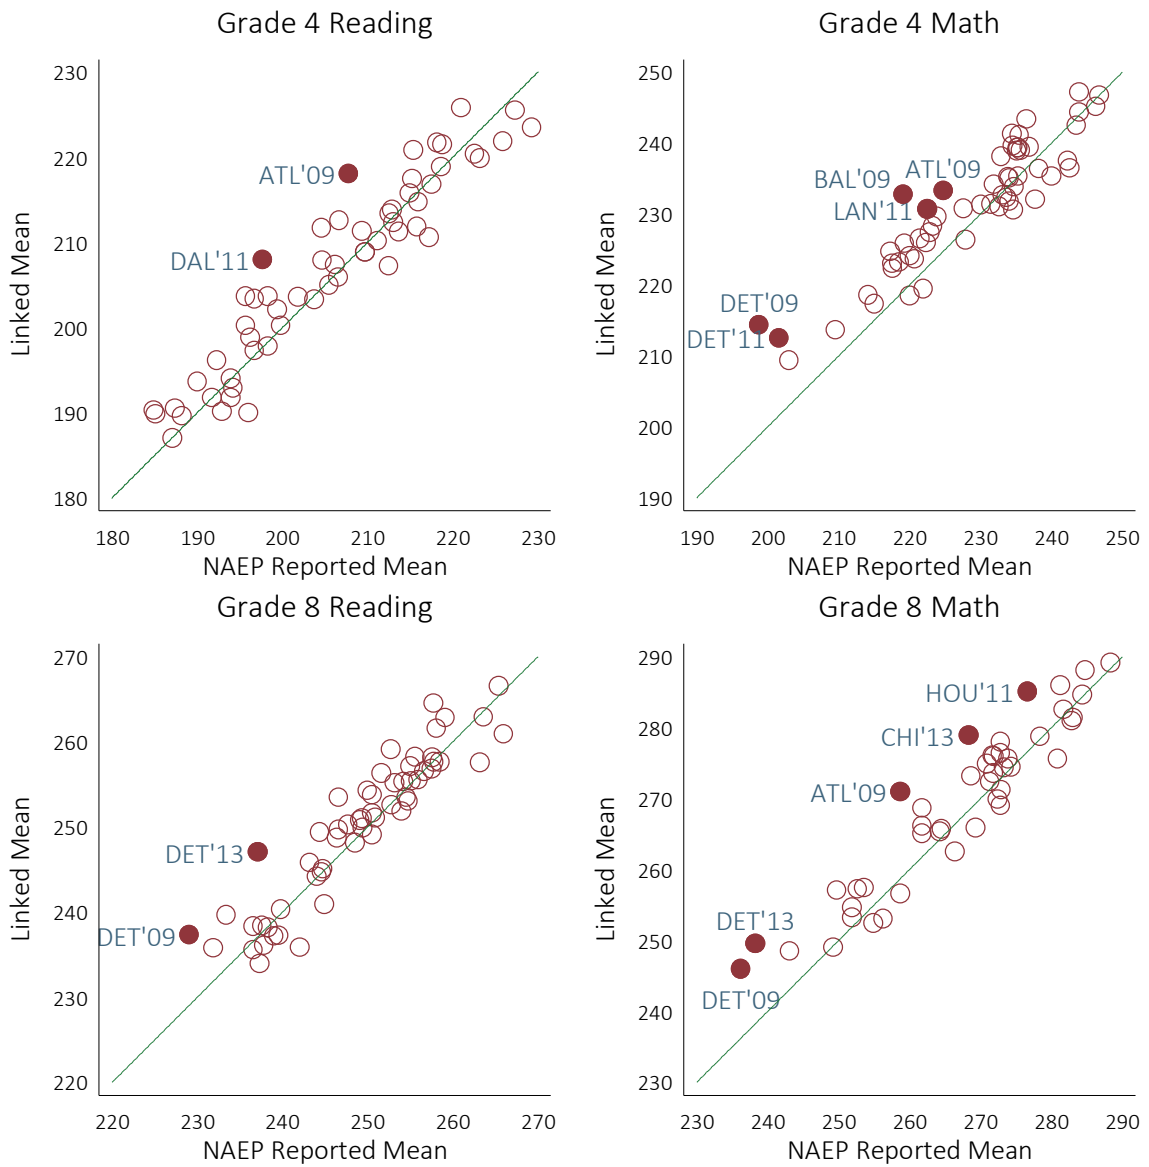 Grade 4 Reading
230
220
210
200
190
180
Linked Mean
ATL'09
DAL'11
180 190 200 210 220 230
NAEP Reported Mean
Grade 4 Math
250
240
230
220
210
200
190
Linked Mean
BAL'09
ATL'09
LAN'11
DET'09
DET'11
190 200 210 220 230 240 250
NAEP Reported Mean
Grade 8 Reading
270
260
250
240
230
220
Linked Mean
DET'13
DET'09
220 230 240 250 260 270
NAEP Reported Mean
Grade 8 Math
290
280
270
260
250
240
230
Linked Mean
HOU'11
CHI'13
ATL'09
DET'13
DET'09
230 240 250 260 270 280 290
NAEP Reported Mean